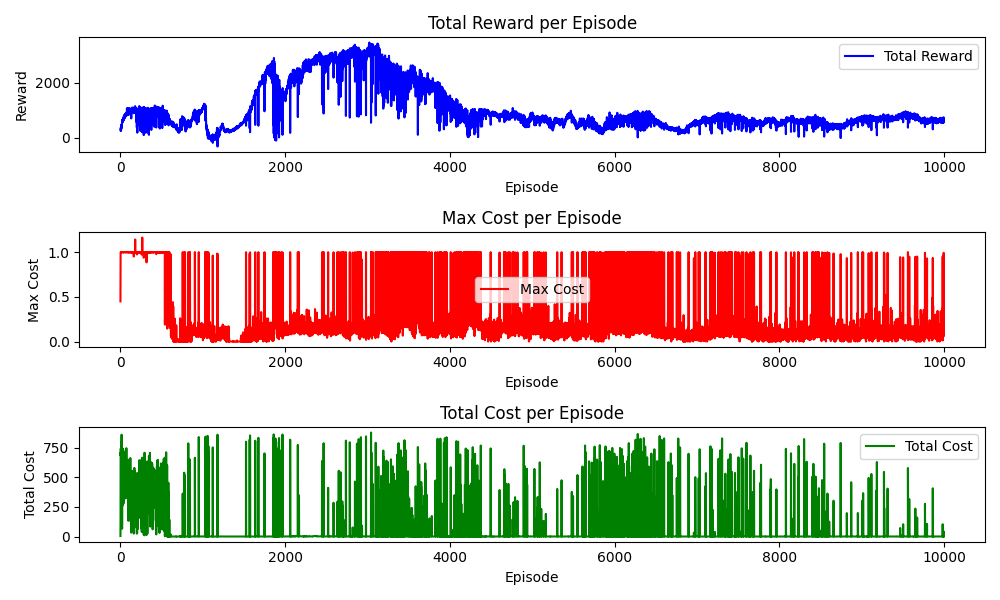 Total Reward per Episode
Reward
2000
0
Total Reward
0 2000 4000 6000 8000 10000
Episode
Max Cost per Episode
Max Cost
1.0
0.5
0.0
Max Cost
0 2000 4000 6000 8000 10000
Episode
Total Cost per Episode
Total Cost
750
500
250
0
Total Cost
0 2000 4000 6000 8000 10000
Episode